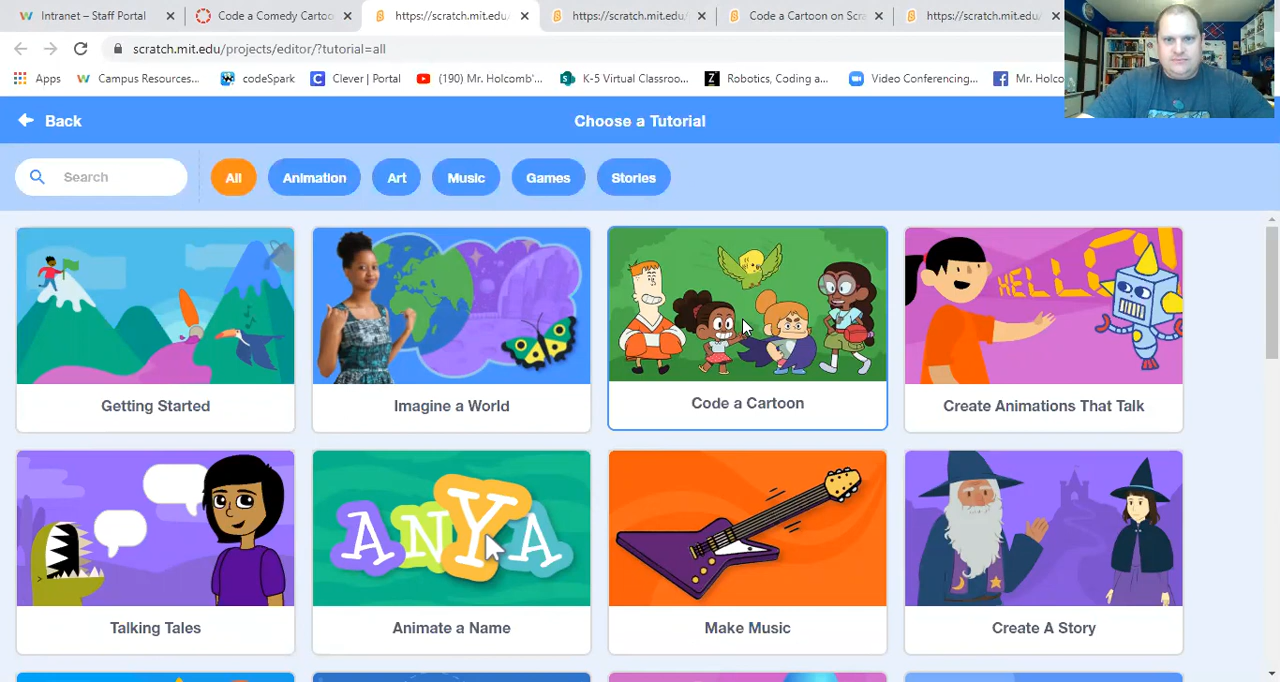 Intranet – Staff Portal
Code a Comedy Cartoo
https://scratch.mit.edu/
https://scratch.mit.edu/
Code a Cartoon on Scra
https://scratch.mit.edu/
scratch.mit.edu/projects/editor/?tutorial=all
Apps
Campus Resources...
codeSpark
Clever | Portal
(190) Mr. Holcomb'...
K-5 Virtual Classroo...
Robotics, Coding a...
Video Conferencing...
Mr. Holco
Back
Choose a Tutorial
Search
All
Animation
Art
Music
Games
Stories
HELLO
Getting Started
Imagine a World
Code a Cartoon
Create Animations That Talk
ANYA
Talking Tales
Animate a Name
Make Music
Create A Story